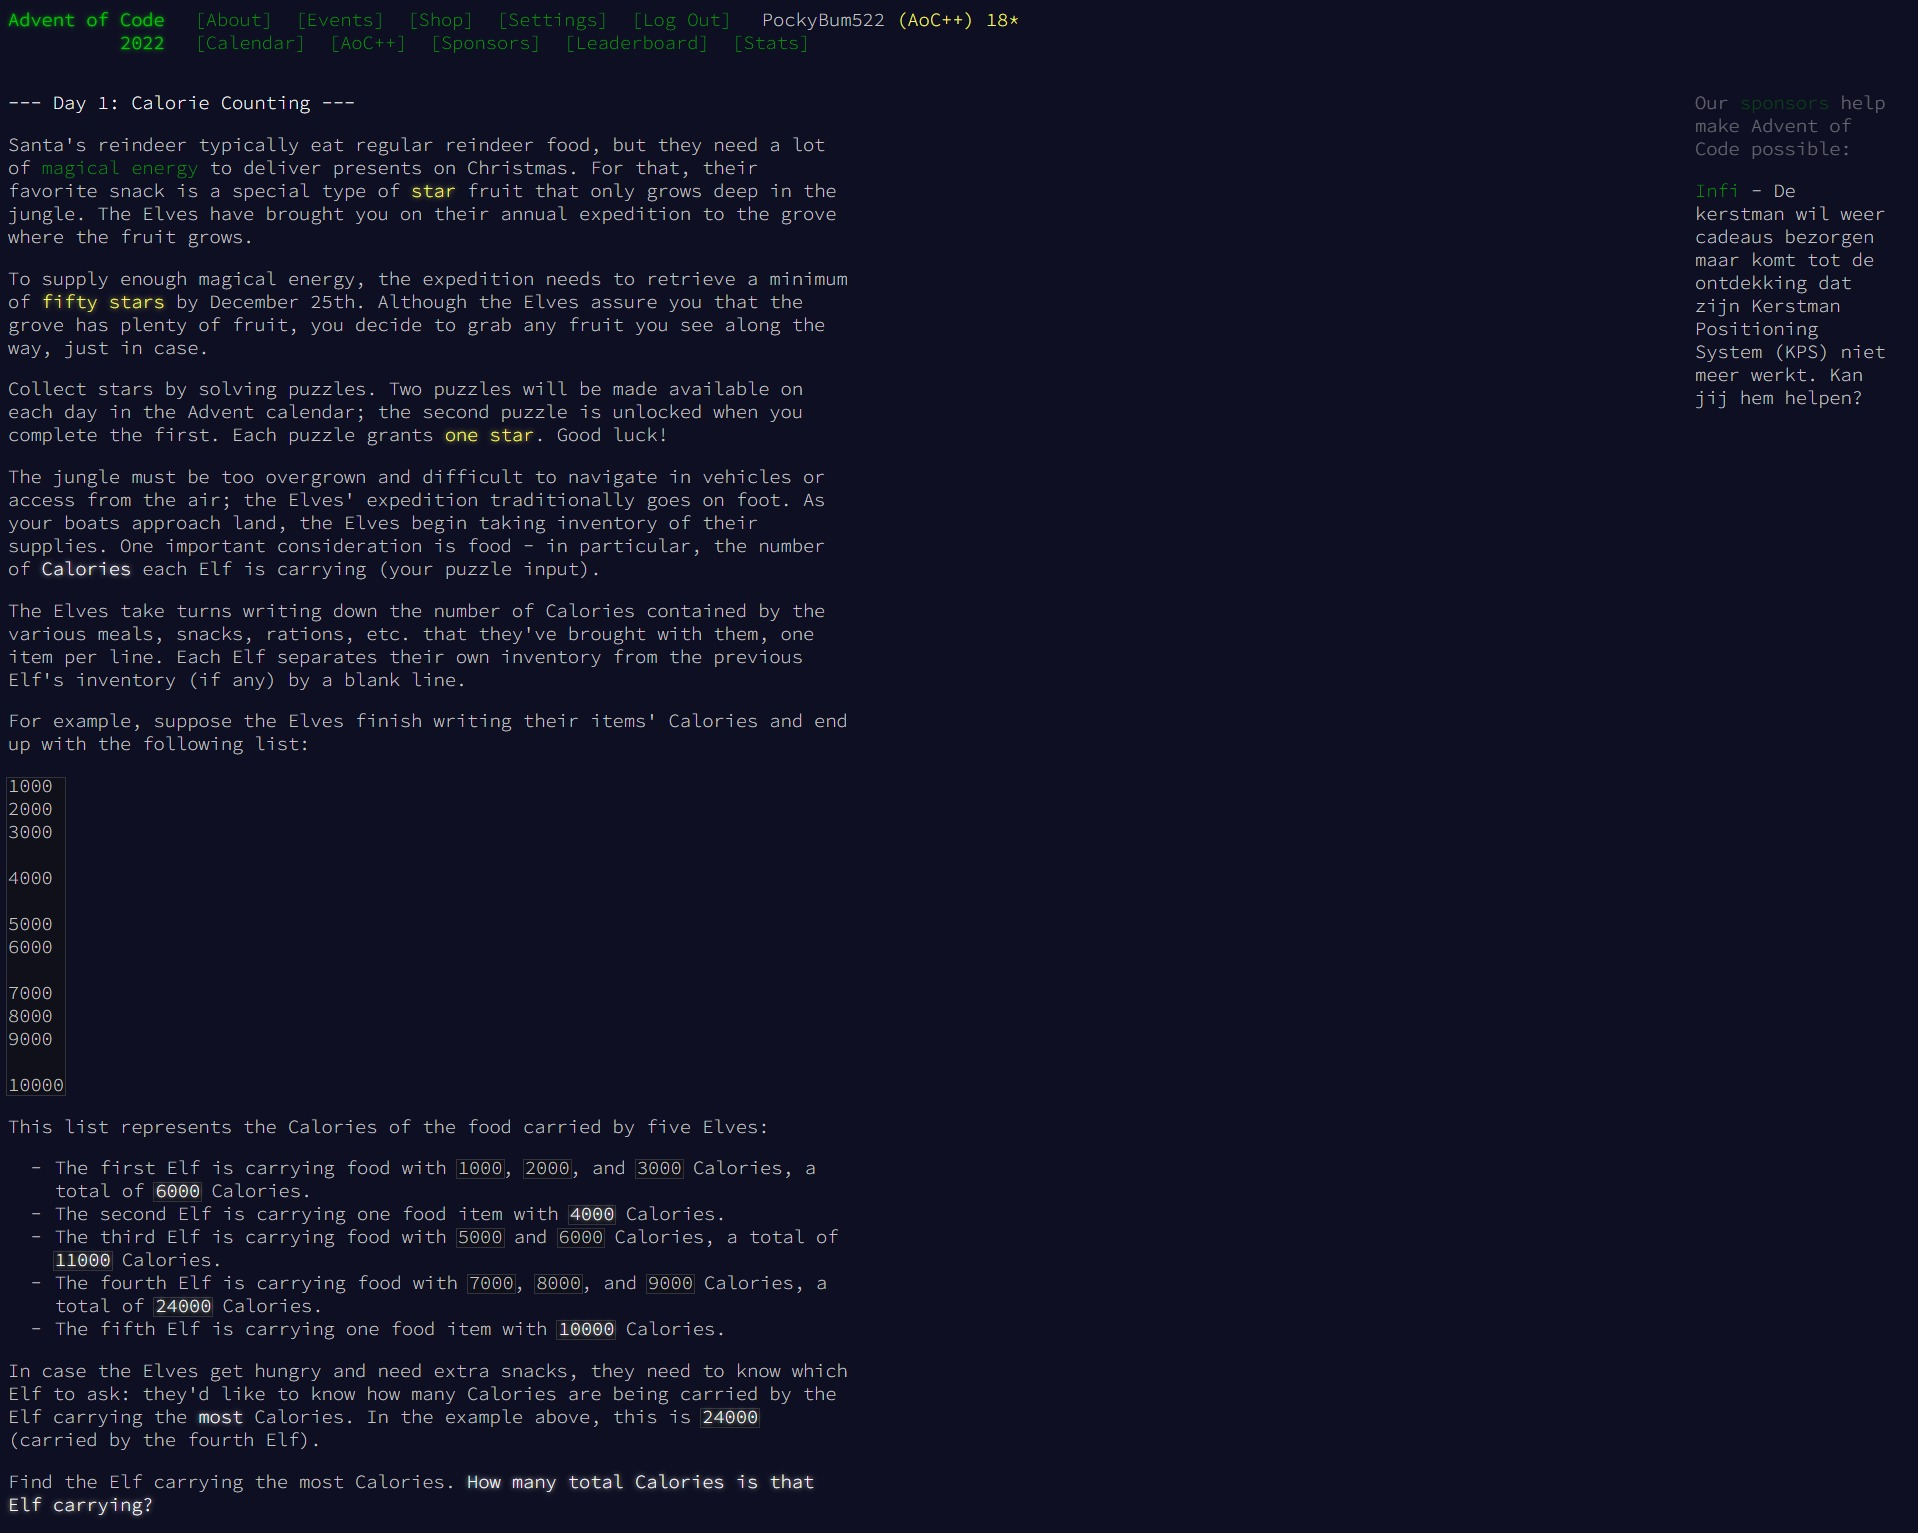 Advent of Code [About] [Events] [Shop] [Settings] [Log Out] PockyBum522 (AoC++) 18*
2022 [Calendar] [AoC++] [Sponsors] [Leaderboard] [Stats]
--- Day 1: Calorie Counting ---
Santa's reindeer typically eat regular reindeer food, but they need a lot
of magical energy to deliver presents on Christmas. For that, their
favorite snack is a special type of star fruit that only grows deep in the
jungle. The Elves have brought you on their annual expedition to the grove
where the fruit grows.
To supply enough magical energy, the expedition needs to retrieve a minimum
of fifty stars by December 25th. Although the Elves assure you that the
grove has plenty of fruit, you decide to grab any fruit you see along the
way, just in case.
Collect stars by solving puzzles. Two puzzles will be made available on
each day in the Advent calendar; the second puzzle is unlocked when you
complete the first. Each puzzle grants one star. Good luck!
The jungle must be too overgrown and difficult to navigate in vehicles or
access from the air; the Elves' expedition traditionally goes on foot. As
your boats approach land, the Elves begin taking inventory of their
supplies. One important consideration is food - in particular, the number
of Calories each Elf is carrying (your puzzle input).
The Elves take turns writing down the number of Calories contained by the
various meals, snacks, rations, etc. that they've brought with them, one
item per line. Each Elf separates their own inventory from the previous
Elf's inventory (if any) by a blank line.
For example, suppose the Elves finish writing their items' Calories and end
up with the following list:
1000
2000
3000
4000
5000
6000
7000
8000
9000
10000
This list represents the Calories of the food carried by five Elves:
- The first Elf is carrying food with 1000, 2000, and 3000 Calories, a
total of 6000 Calories.
- The second Elf is carrying one food item with 4000 Calories.
- The third Elf is carrying food with 5000 and 6000 Calories, a total of
11000 Calories.
- The fourth Elf is carrying food with 7000, 8000, and 9000 Calories, a
total of 24000 Calories.
- The fifth Elf is carrying one food item with 10000 Calories.
In case the Elves get hungry and need extra snacks, they need to know which
Elf to ask: they'd like to know how many Calories are being carried by the
Elf carrying the most Calories. In the example above, this is 24000
(carried by the fourth Elf).
Find the Elf carrying the most Calories. How many total Calories is that
Elf carrying?
Our sponsors help
make Advent of
Code possible:
Infi - De
kerstman wil weer
cadeaus bezorgen
maar komt tot de
ontdekking dat
zijn Kerstman
Positioning
System (KPS) niet
meer werkt. Kan
jij hem helpen?